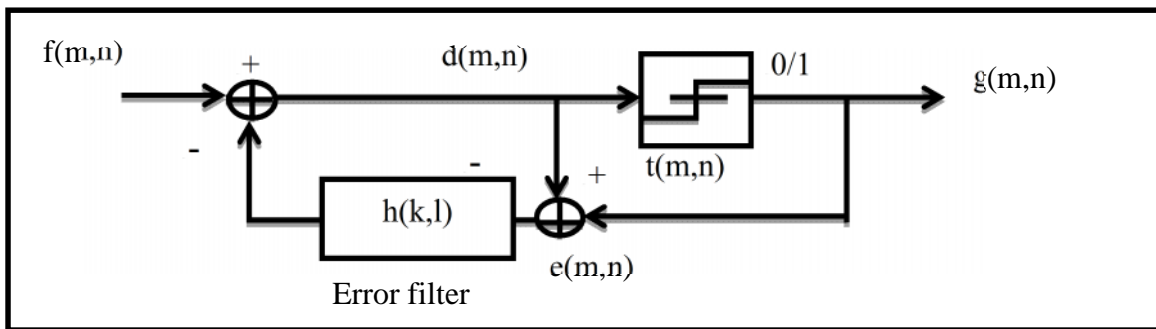 f(m,n)
+
d(m,n)
0/1
g(m,n)
-
-
+
t(m,n)
h(k,l)
e(m,n)
Error filter